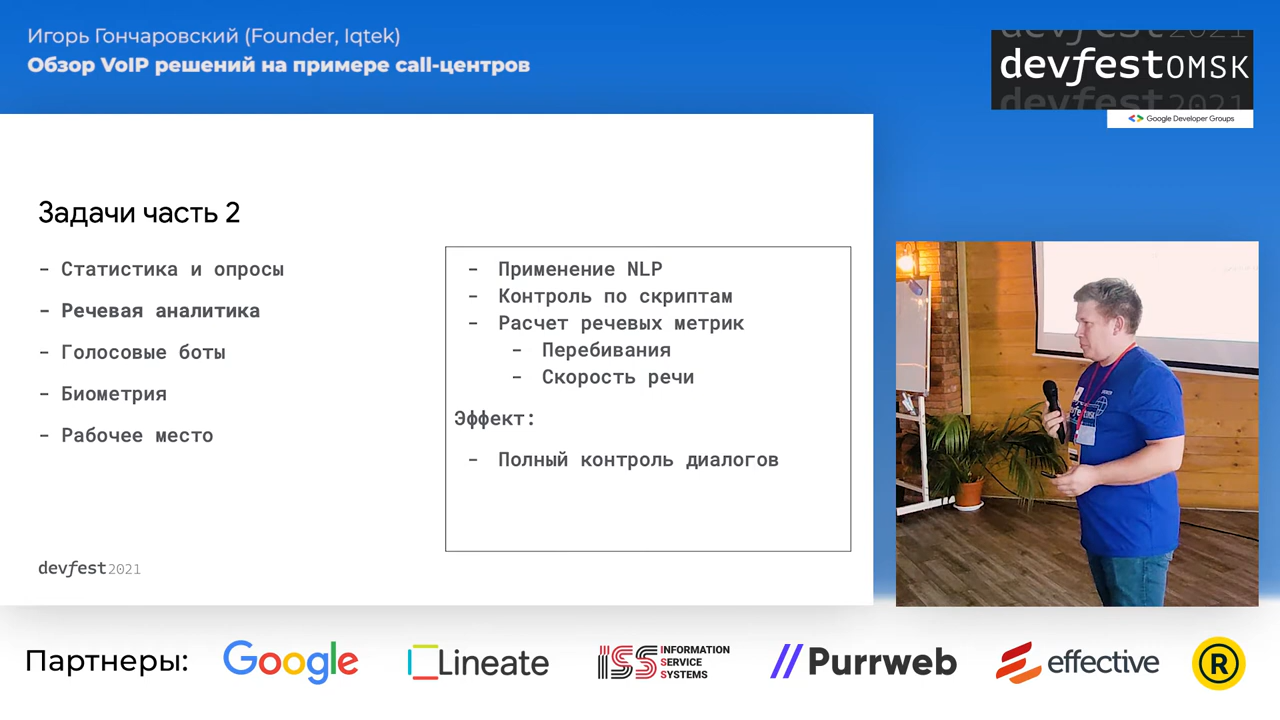 Игорь Гончаровский (Founder, Iqtek)
Обзор VoIP решений на примере call-центров
devfest2021
devfestOMSK
devfest2021
Google Developer Groups
Задачи часть 2
- Статистика и опросы
- Речевая аналитика
- Голосовые боты
- Биометрия
- Рабочее место
- Применение NLP
- Контроль по скриптам
- Расчет речевых метрик
- Перебивания
- Скорость речи
Эффект:
- Полный контроль диалогов
devfest2021
Партнеры:
Google
Lineate
ISS INFORMATION
SERVICE
SYSTEMS
Purrweb
effective
R